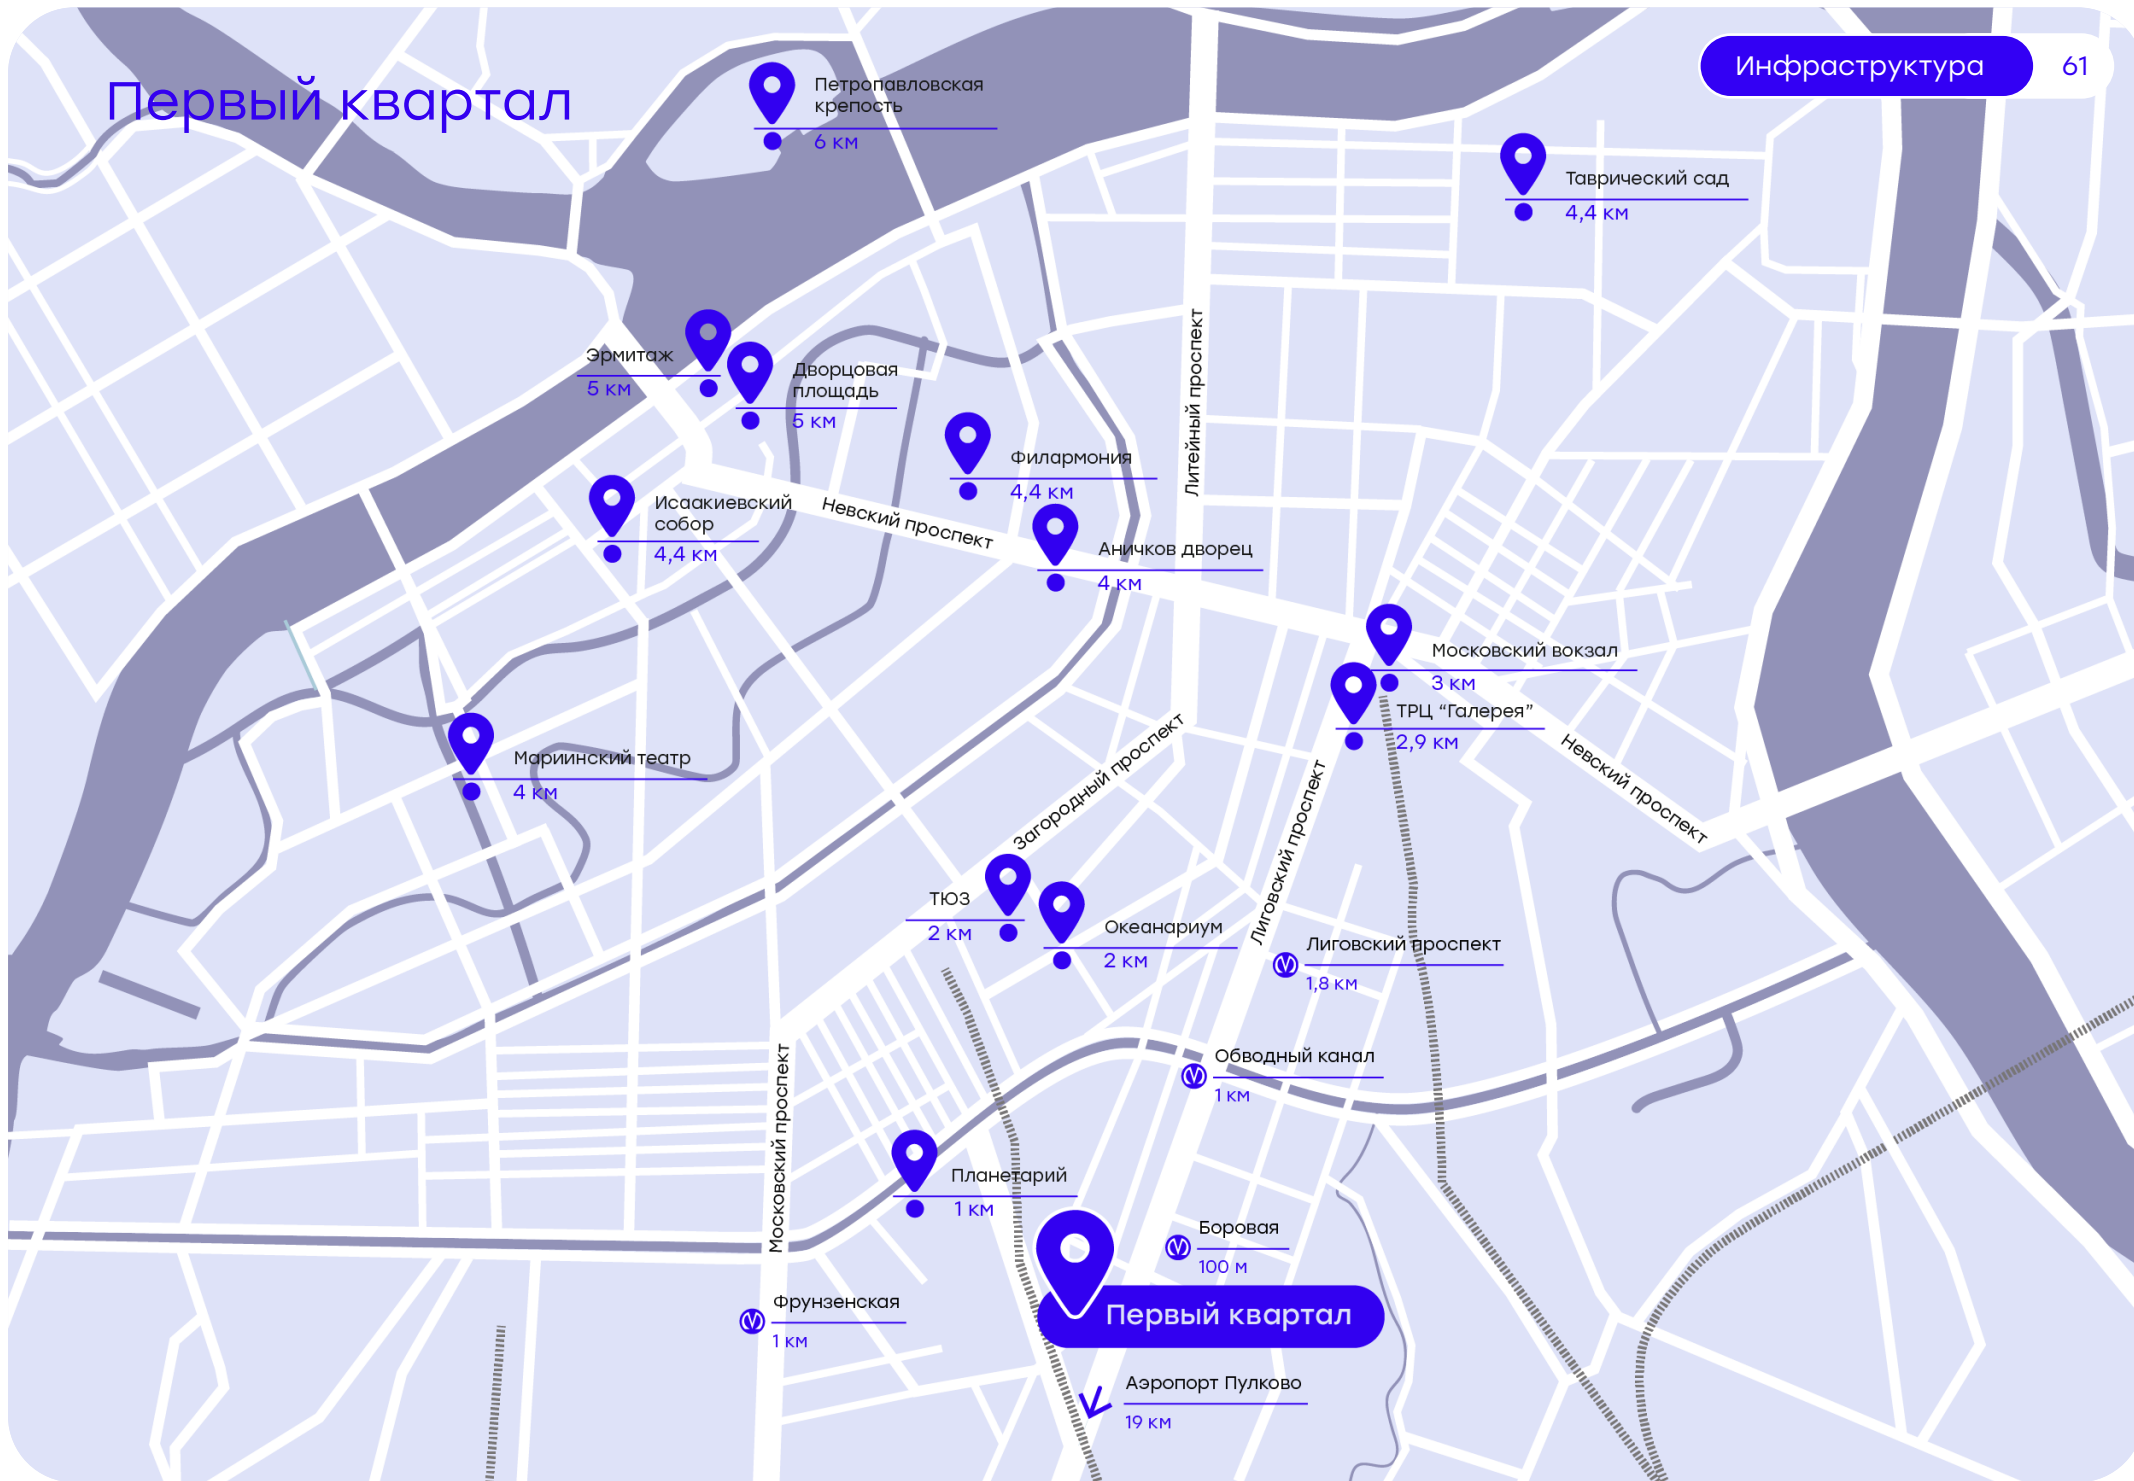 Инфраструктура 61
Первый квартал
Петропавловская
крепость
6 км
Таврический сад
4,4 км
Эрмитаж
5 км
Дворцовая
площадь
5 км
Литейный проспект
Филармония
4,4 км
Исаакиевский
собор
4,4 км
Невский проспект
Аничков дворец
4 км
Московский вокзал
3 км
ТРЦ “Галерея”
2,9 км
Невский проспект
Мариинский театр
4 км
Загородный проспект
Лиговский проспект
ТЮЗ
2 км
Океанариум
2 км
Лиговский проспект
1,8 км
Обводный канал
1 км
Московский проспект
Планетарий
1 км
Боровая
100 м
Фрунзенская
1 км
Первый квартал
Аэропорт Пулково
19 км